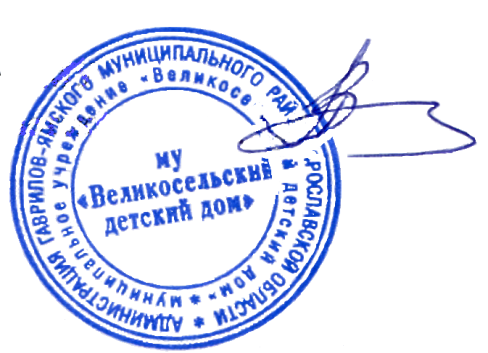 АДМИНИСТРАЦИЯ ГАВРИЛОВ-ЯМСКОГО МУНИЦИПАЛЬНОГО РАЙ РОСЛАВСКОЙ ОБЛАСТИ *
муниципальное учреждение «Великосе й детский дом» *
МУ
«Великосельский
детский дом»